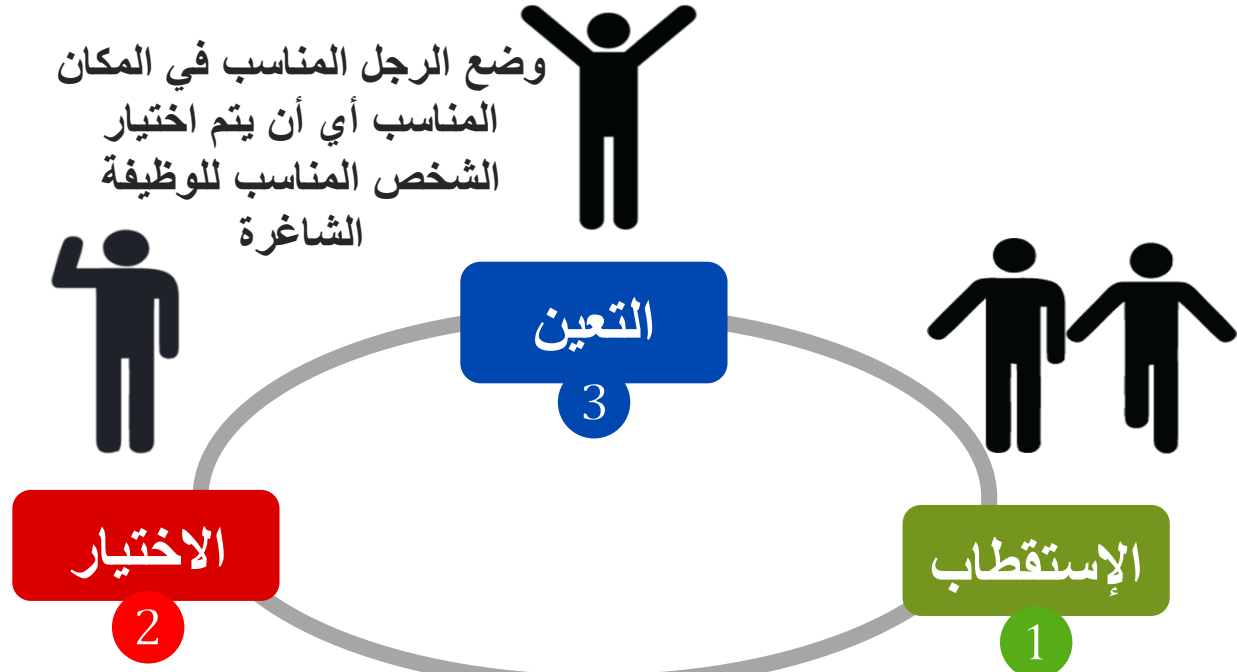 وضع الرجل المناسب في المكان
المناسب أي أن يتم اختيار
الشخص المناسب للوظيفة
الشاغرة
التعين
3
الإستقطاب
1
الاختيار
2